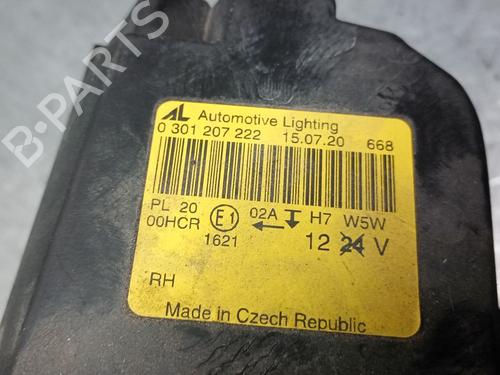 B-PARTS
AL Automotive Lighting
0 301 207 222 15.07.20 668
PL 20 E1 02A H7 W5W
00HCR 1621 12 24 V
RH
Made in Czech Republic